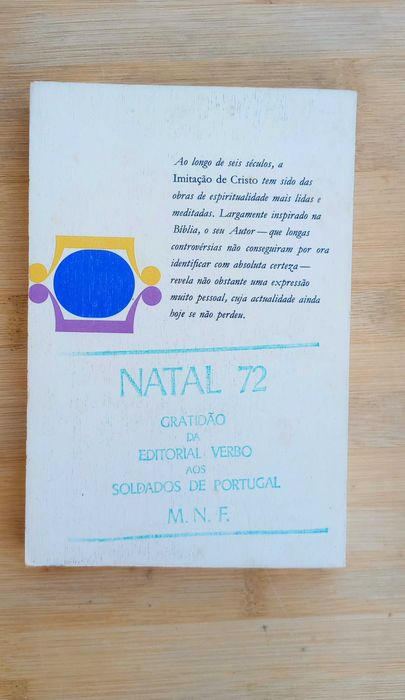 Ao longo de seis séculos, a
Imitação de Cristo tem sido das
obras de espiritualidade mais lidas e
meditadas. Largamente inspirado na
Bíblia, o seu Autor — que longas
controvérsias não conseguiram por ora
identificar com absoluta certeza —
revela não obstante uma expressão
muito pessoal, cuja actualidade ainda
hoje se não perdeu.
NATAL 72
GRATIDÃO
DA
EDITORIAL VERBO
AOS
SOLDADOS DE PORTUGAL
M. N. F.